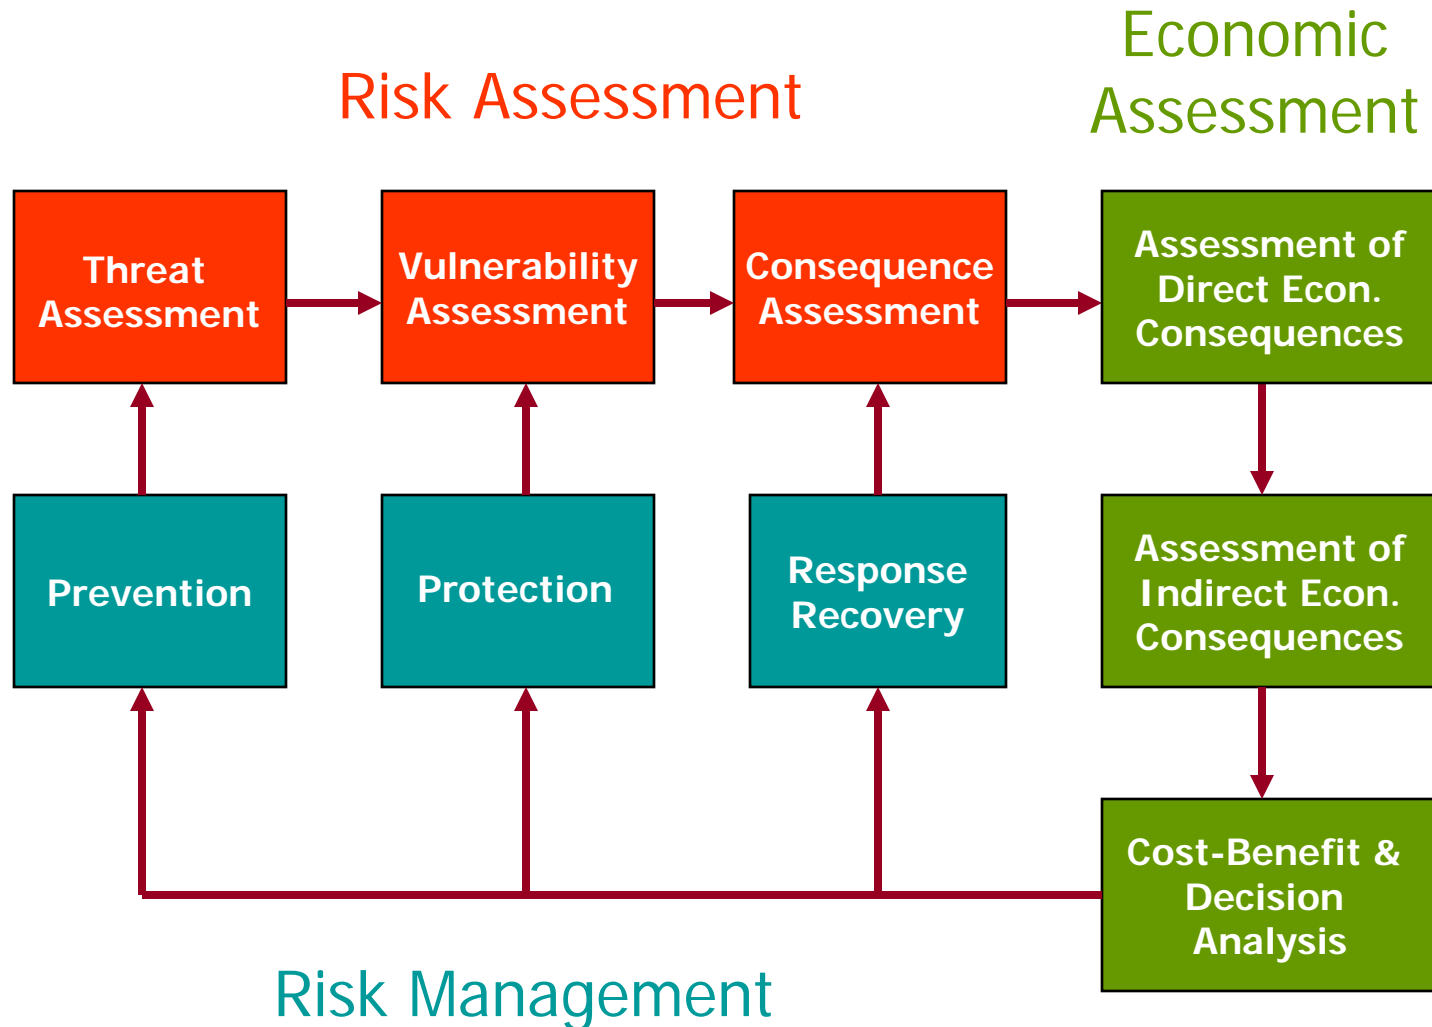 Economic
Assessment
Risk Assessment
Threat
Assessment
Vulnerability
Assessment
Consequence
Assessment
Assessment of
Direct Econ.
Consequences
Prevention
Protection
Response
Recovery
Assessment of
Indirect Econ.
Consequences
Cost-Benefit &
Decision
Analysis
Risk Management